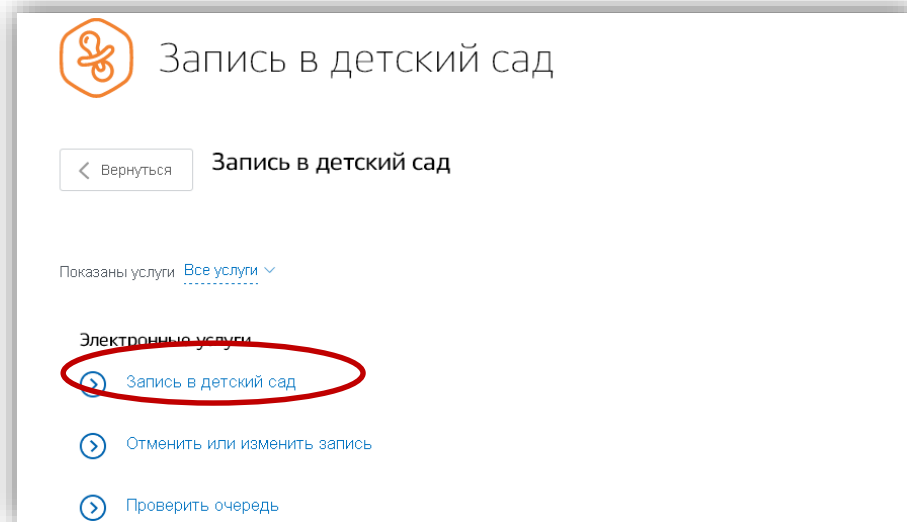 Запись в детский сад
Вернуться
Запись в детский сад
Показаны услуги Все услуги
Электронные услуги
Запись в детский сад
Отменить или изменить запись
Проверить очередь